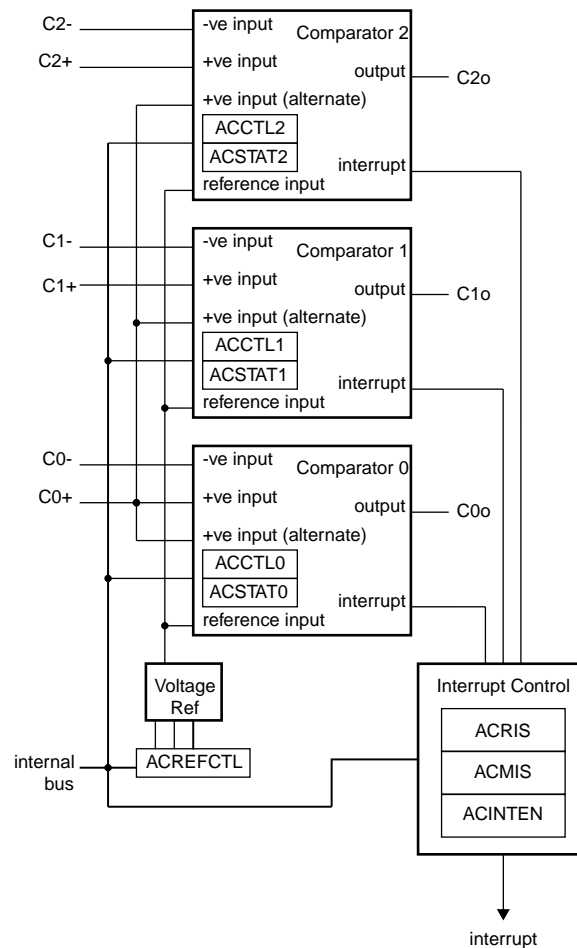 C2-
-ve input
Comparator 2
C2+
+ve input
output
C2o
+ve input (alternate)
ACCTL2
ACSTAT2
interrupt
reference input
C1-
-ve input
Comparator 1
C1+
+ve input
output
C1o
+ve input (alternate)
ACCTL1
ACSTAT1
interrupt
reference input
C0-
-ve input
Comparator 0
C0+
+ve input
output
C0o
+ve input (alternate)
ACCTL0
ACSTAT0
interrupt
reference input
Voltage
Ref
Interrupt Control
ACRIS
internal
bus
ACREFCTL
ACMIS
ACINTEN
interrupt